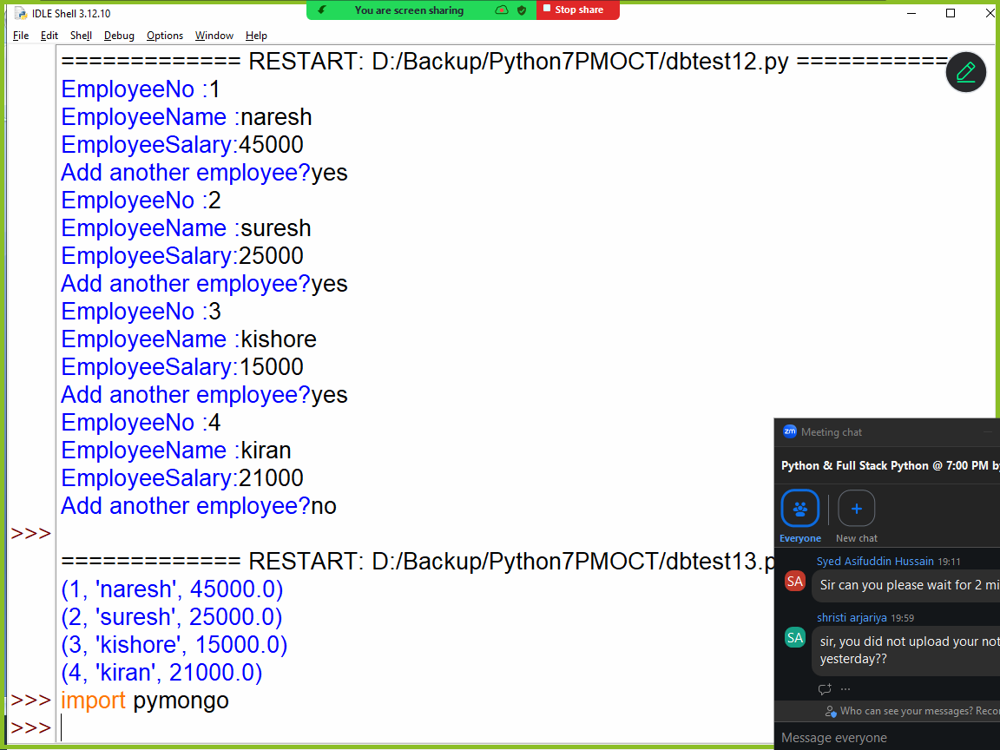 IDLE Shell 3.12.10
You are screen sharing
Stop share
File Edit Shell Debug Options Window Help
============= RESTART: D:/Backup/Python7PMOCT/dbtest12.py ===========
EmployeeNo :1
EmployeeName :naresh
EmployeeSalary:45000
Add another employee?yes
EmployeeNo :2
EmployeeName :suresh
EmployeeSalary:25000
Add another employee?yes
EmployeeNo :3
EmployeeName :kishore
EmployeeSalary:15000
Add another employee?yes
EmployeeNo :4
EmployeeName :kiran
EmployeeSalary:21000
Add another employee?no
>>>
============= RESTART: D:/Backup/Python7PMOCT/dbtest13.p
(1, 'naresh', 45000.0)
(2, 'suresh', 25000.0)
(3, 'kishore', 15000.0)
(4, 'kiran', 21000.0)
>>> import pymongo
>>>
zm Meeting chat
Python & Full Stack Python @ 7:00 PM by
Everyone New chat
Syed Asifuddin Hussain 19:11
SA Sir can you please wait for 2 mi
shristi arjariya 19:59
SA sir, you did not upload your not
yesterday??
Who can see your messages? Reco
Message everyone